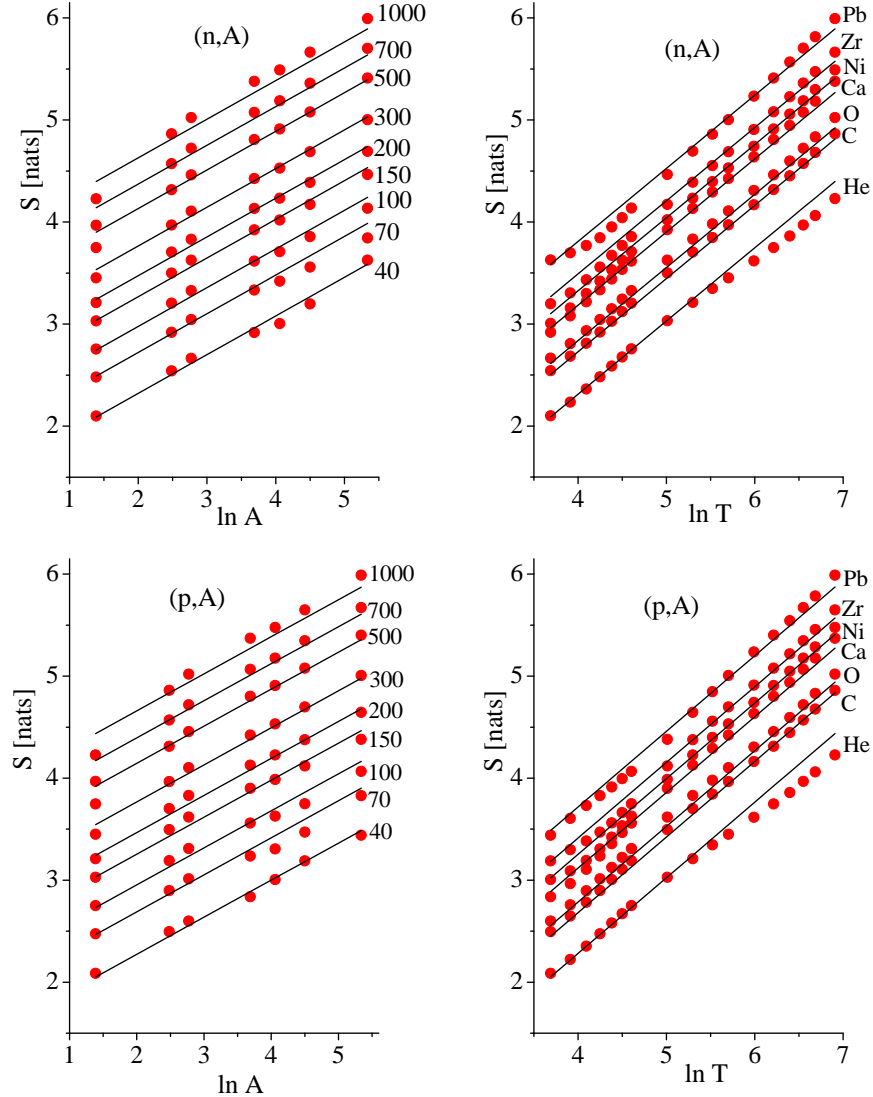 (n,A)
S [nats]
6
5
4
3
2
1000
700
500
300
200
150
100
70
40
1 2 3 4 5
ln A
(n,A)
Pb
Zr
Ni
Ca
O
C
He
4 5 6 7
ln T
(p,A)
S [nats]
6
5
4
3
2
1000
700
500
300
200
150
100
70
40
1 2 3 4 5
ln A
(p,A)
Pb
Zr
Ni
Ca
O
C
He
4 5 6 7
ln T